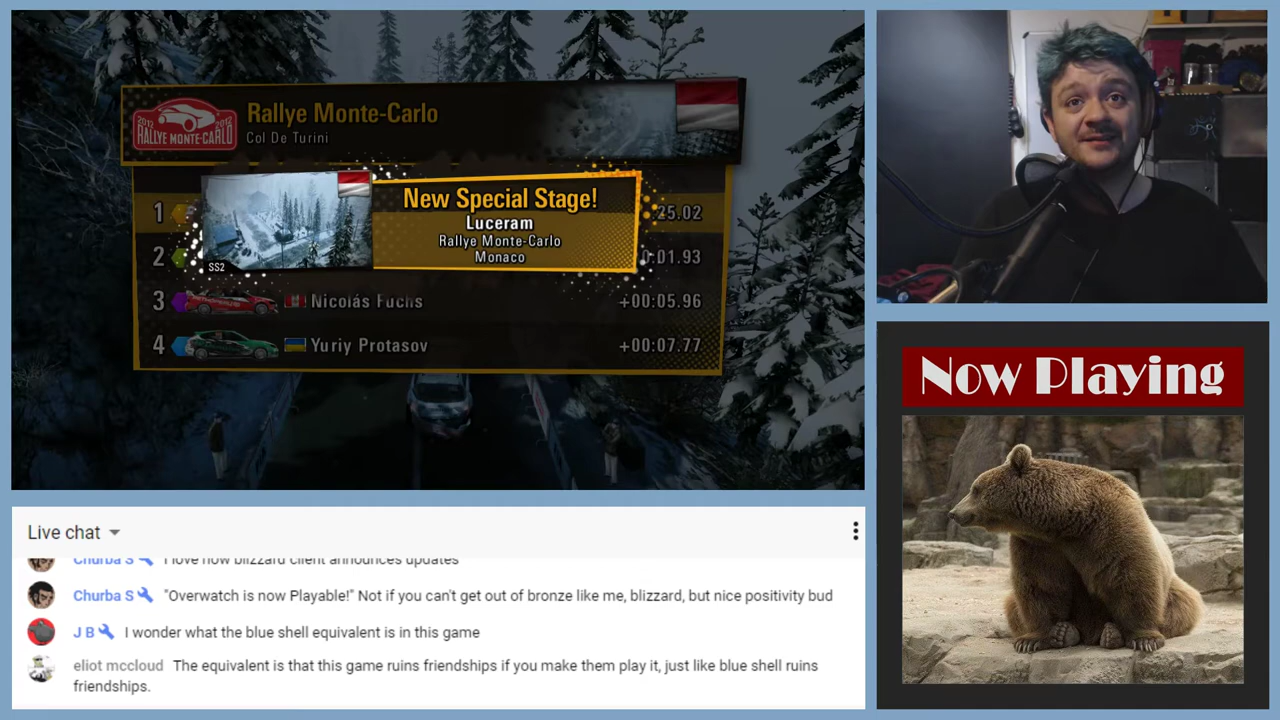 2012 2012
RALLYE MONTE-CARLO
Rallye Monte-Carlo
Col De Turini
New Special Stage!
Luceram
Rallye Monte-Carlo
Monaco
SS2
1 25.02
2 0:01.93
3 Nicolás Fuchs +00:05.96
4 Yuriy Protasov +00:07.77
Now Playing
Live chat
Churba S I love how blizzard client announces updates
Churba S "Overwatch is now Playable!" Not if you can't get out of bronze like me, blizzard, but nice positivity bud
J B I wonder what the blue shell equivalent is in this game
eliot mccloud The equivalent is that this game ruins friendships if you make them play it, just like blue shell ruins
friendships.